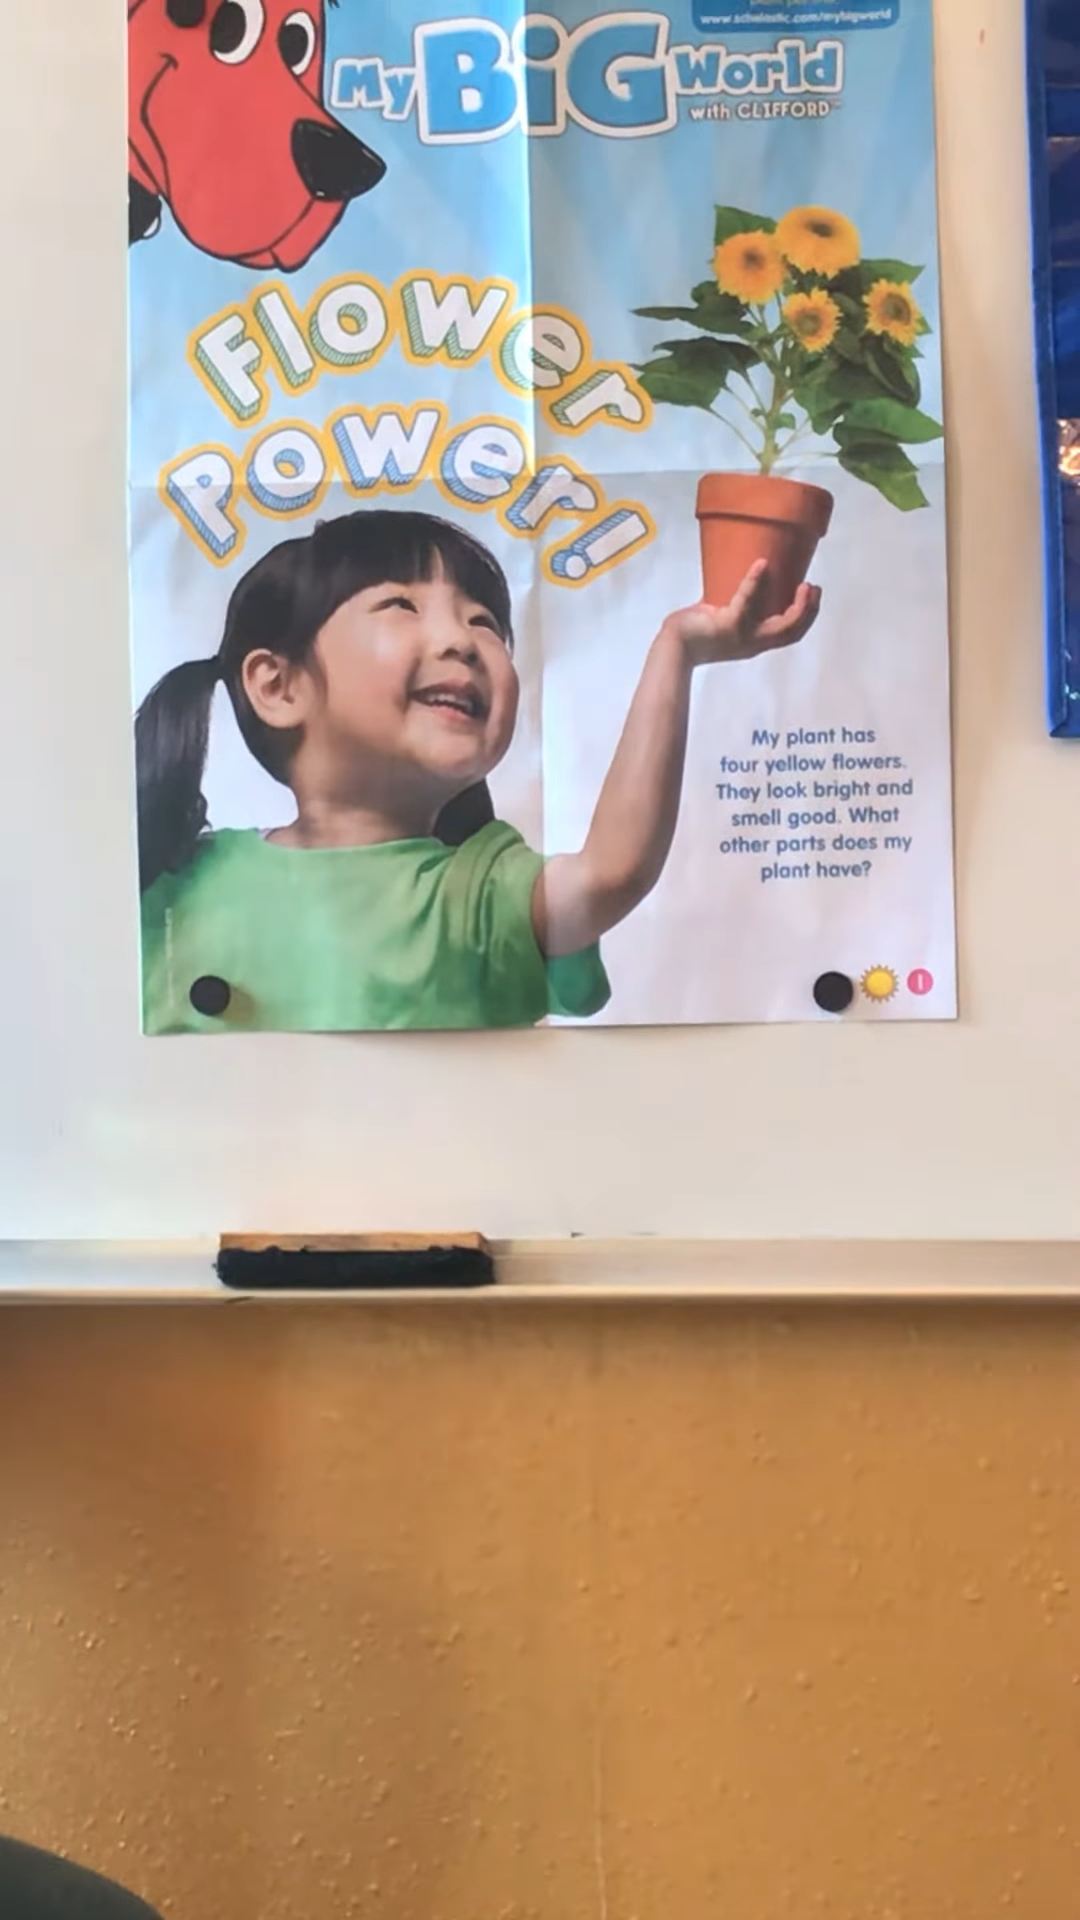 www.scholastic.com/mybigworld
My BiG World
with CLIFFORD™
Flower
Power!
My plant has
four yellow flowers.
They look bright and
smell good. What
other parts does my
plant have?
1